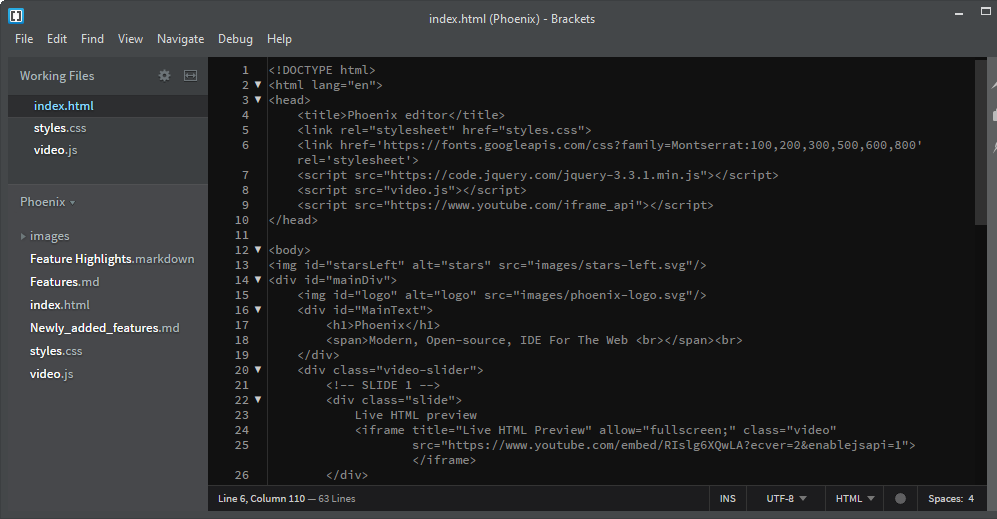 index.html (Phoenix) - Brackets
File Edit Find View Navigate Debug Help
Working Files
index.html
styles.css
video.js
Phoenix
images
Feature Highlights.markdown
Features.md
index.html
Newly_added_features.md
styles.css
video.js
1 <!DOCTYPE html>
2 <html lang="en">
3 <head>
4     <title>Phoenix editor</title>
5     <link rel="stylesheet" href="styles.css">
6     <link href='https://fonts.googleapis.com/css?family=Montserrat:100,200,300,500,600,800'
    rel='stylesheet'>
7     <script src="https://code.jquery.com/jquery-3.3.1.min.js"></script>
8     <script src="video.js"></script>
9     <script src="https://www.youtube.com/iframe_api"></script>
10 </head>
11
12 <body>
13 <img id="starsLeft" alt="stars" src="images/stars-left.svg"/>
14 <div id="mainDiv">
15     <img id="logo" alt="logo" src="images/phoenix-logo.svg"/>
16     <div id="MainText">
17         <h1>Phoenix</h1>
18         <span>Modern, Open-source, IDE For The Web <br></span><br>
19     </div>
20     <div class="video-slider">
21         <!-- SLIDE 1 -->
22         <div class="slide">
23             Live HTML preview
24             <iframe title="Live HTML Preview" allow="fullscreen;" class="video"
25                     src="https://www.youtube.com/embed/RIslg6XQwLA?ecver=2&enablejsapi=1">
                    </iframe>
26         </div>
Line 6, Column 110 — 63 Lines
INS UTF-8 HTML Spaces: 4